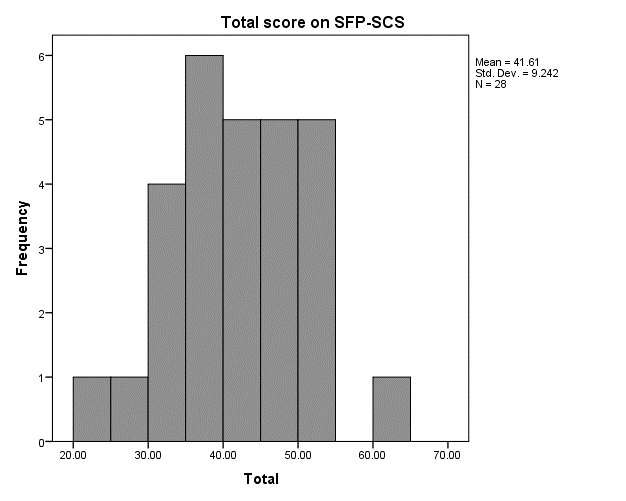 Total score on SFP-SCS
Mean = 41.61
Std. Dev. = 9.242
N = 28
6
5
4
3
2
1
0
Frequency
20.00 30.00 40.00 50.00 60.00 70.00
Total